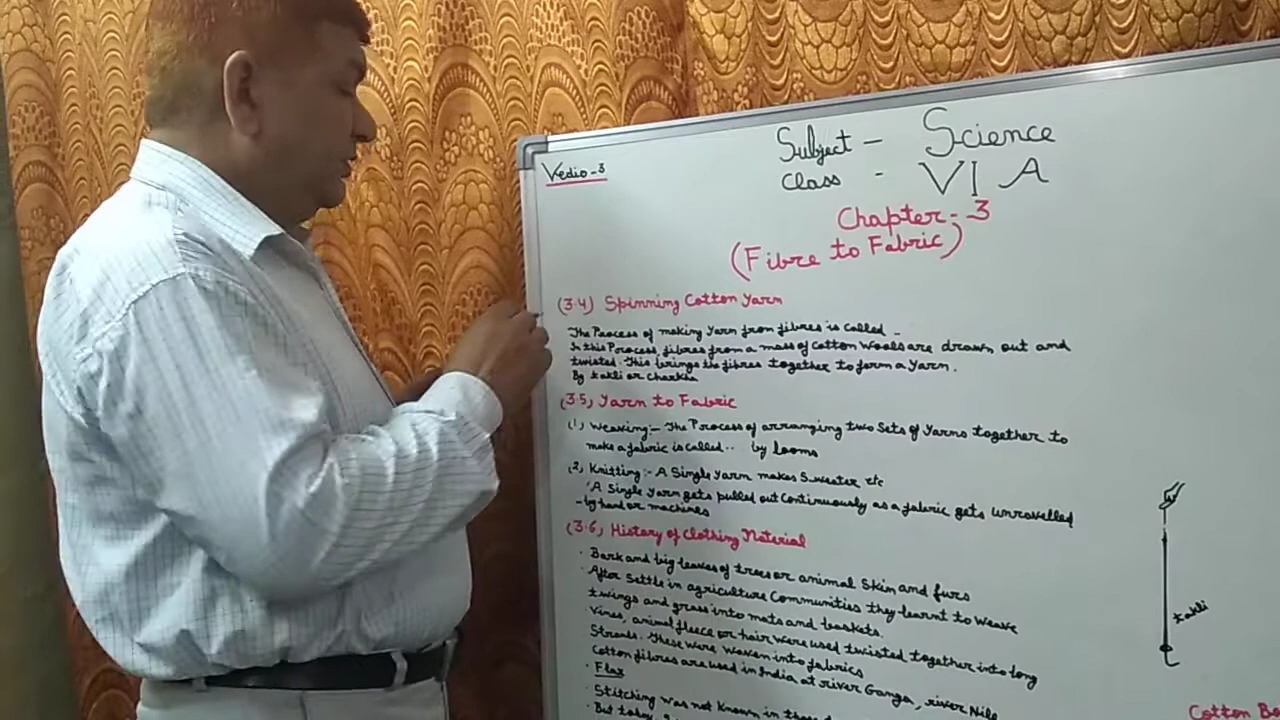 Vedio-3
Subject - Science
Class - VI A
Chapter-3
(Fibre to Fabric)
(3.4) Spinning Cotton Yarn
The Process of making Yarn from fibres is called -
In this Process, fibres from a mass of Cotton Wools are drawn out and
twisted. This brings the fibres together to form a Yarn.
By takli or Charkha
(3.5) Yarn to Fabric
(1) Weaving:- The Process of arranging two Sets of Yarns together to
make a fabric is called.. by looms
(2) Knitting:- A Single Yarn makes Sweater etc
A Single Yarn gets pulled out Continuously as a fabric gets unravelled
- by hand or machines
(3.6) History of Clothing Material
· Bark and big leaves of trees or animal Skin and furs
· After Settle in agriculture Communities they learnt to Weave
twings and grass into mats and baskets.
· Vines, animal fleece or hair were used twisted together into long
Strands. These were woven into fabrics
Cotton fibres are used in India at river Ganga, river Nile
· Flax
· Stitching was not known in those
· But today
takli
Cotton